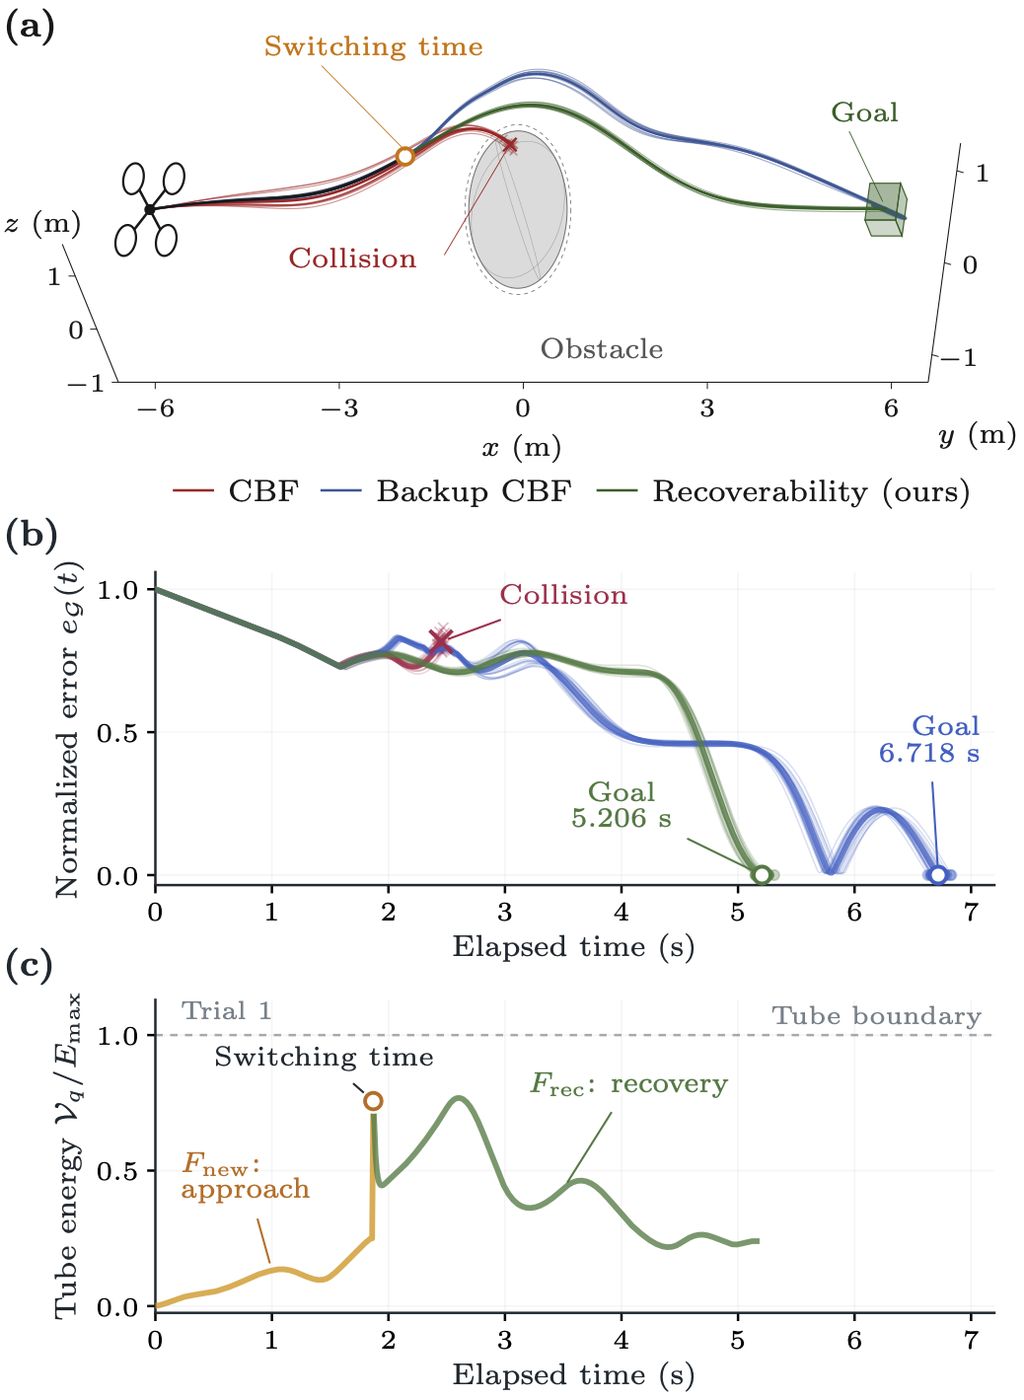 (a)
Switching time
Goal
Collision
Obstacle
z (m)
1
0
−1
1
0
−1
−6
−3
0
3
6
x (m)
y (m)
CBF
Backup CBF
Recoverability (ours)
(b)
Normalized error e𝒢(t)
1.0
0.5
0.0
Collision
Goal
6.718 s
Goal
5.206 s
0
1
2
3
4
5
6
7
Elapsed time (s)
(c)
Tube energy 𝒱q/Emax
1.0
0.5
0.0
Trial 1
Tube boundary
Switching time
Frec: recovery
Fnew:
approach
0
1
2
3
4
5
6
7
Elapsed time (s)